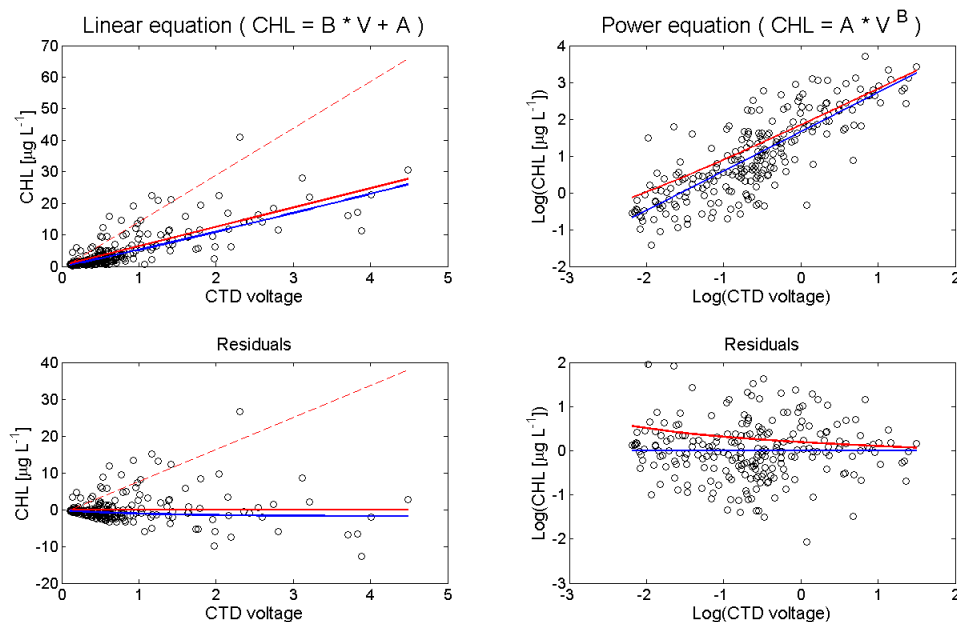 Linear equation ( CHL = B * V + A )
70
60
50
40
30
20
10
0
CHL [µg L⁻¹]
0 1 2 3 4 5
CTD voltage
Power equation ( CHL = A * V ᴮ )
4
3
2
1
0
-1
-2
Log(CHL [µg L⁻¹])
-3 -2 -1 0 1 2
Log(CTD voltage)
Residuals
40
30
20
10
0
-10
-20
CHL [µg L⁻¹]
0 1 2 3 4 5
CTD voltage
Residuals
2
1
0
-1
-2
-3
Log(CHL [µg L⁻¹])
-3 -2 -1 0 1 2
Log(CTD voltage)